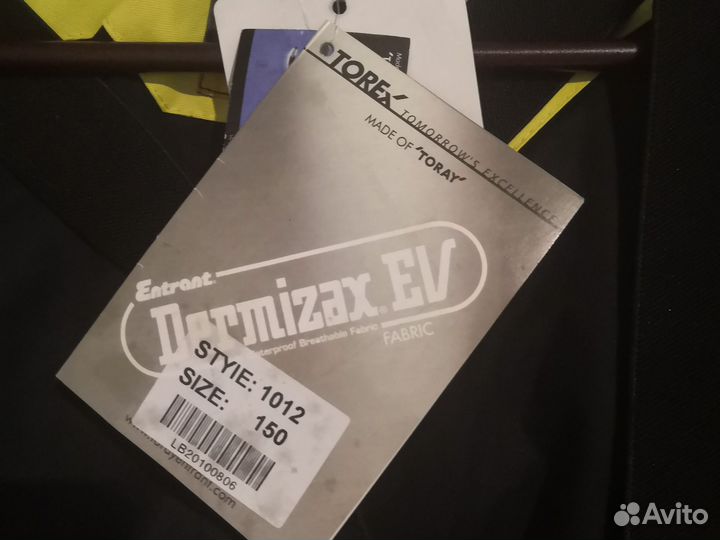 TOREX
TOMORROW'S EXCELLENCE
MADE OF "TORAY"
Entrant®
Dermizax® EV
Waterproof Breathable Fabric
FABRIC
STYIE: 1012
SIZE: 150
LB20100806
Avito